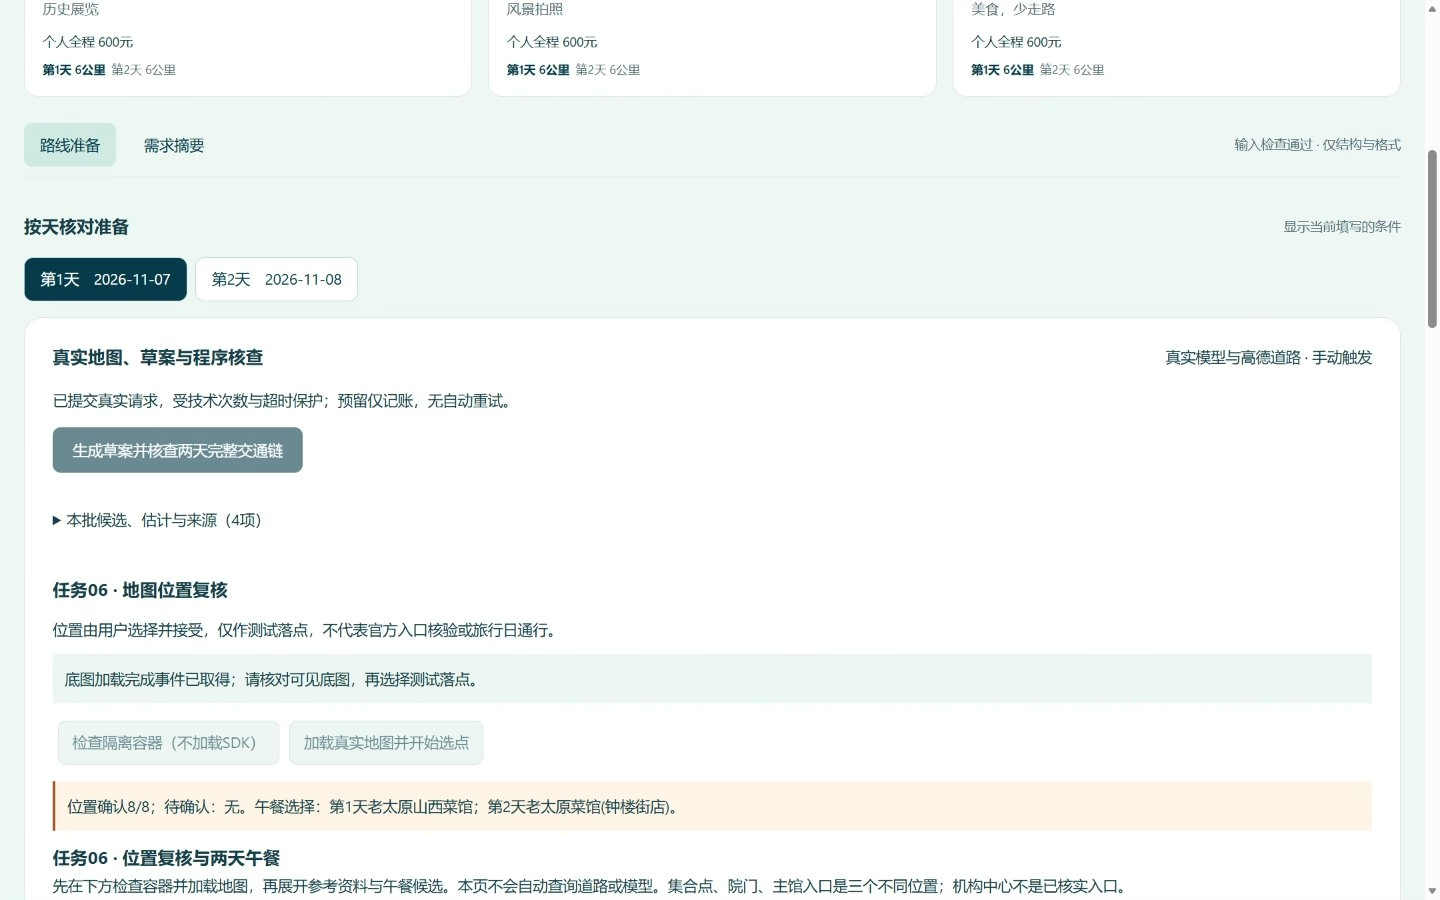 历史展览
个人全程 600元
第1天 6公里 第2天 6公里
风景拍照
个人全程 600元
第1天 6公里 第2天 6公里
美食，少走路
个人全程 600元
第1天 6公里 第2天 6公里
路线准备
需求摘要
输入检查通过 · 仅结构与格式
按天核对准备
显示当前填写的条件
第1天 2026-11-07
第2天 2026-11-08
真实地图、草案与程序核查
真实模型与高德道路 · 手动触发
已提交真实请求，受技术次数与超时保护；预留仅记账，无自动重试。
生成草案并核查两天完整交通链
本批候选、估计与来源（4项）
任务06 · 地图位置复核
位置由用户选择并接受，仅作测试落点，不代表官方入口核验或旅行日通行。
底图加载完成事件已取得；请核对可见底图，再选择测试落点。
检查隔离容器（不加载SDK）
加载真实地图并开始选点
位置确认8/8；待确认：无。午餐选择：第1天老太原山西菜馆；第2天老太原菜馆(钟楼街店)。
任务06 · 位置复核与两天午餐
先在下方检查容器并加载地图，再展开参考资料与午餐候选。本页不会自动查询道路或模型。集合点、院门、主馆入口是三个不同位置；机构中心不是已核实入口。